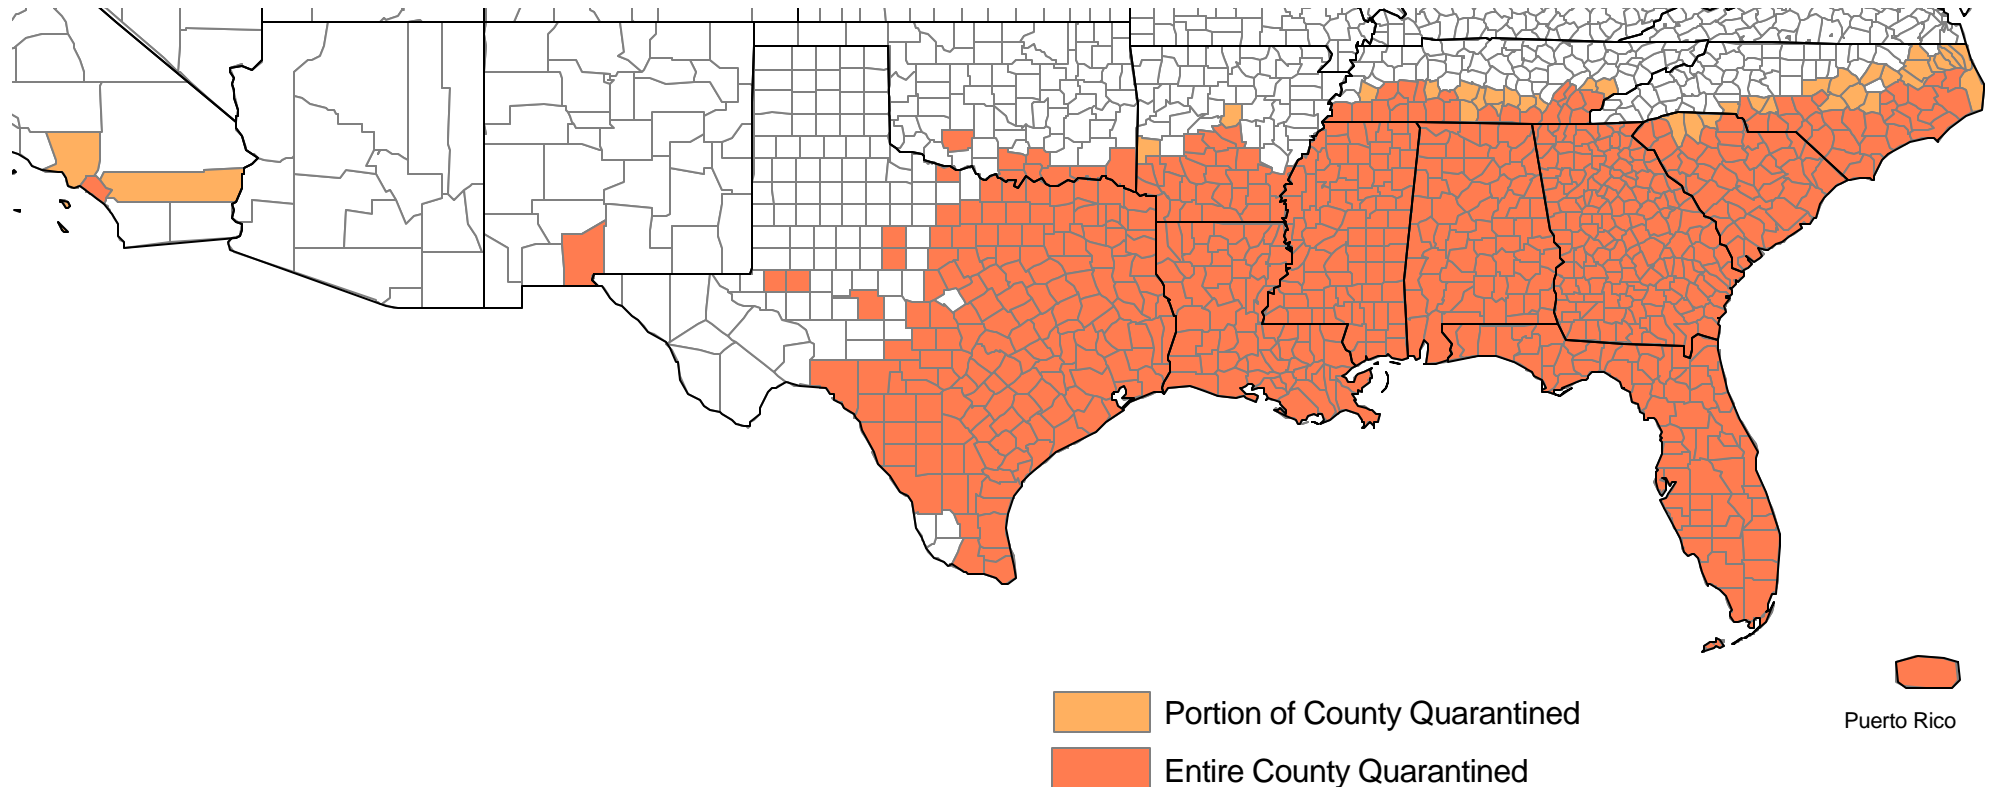 Portion of County Quarantined
Puerto Rico
Entire County Quarantined